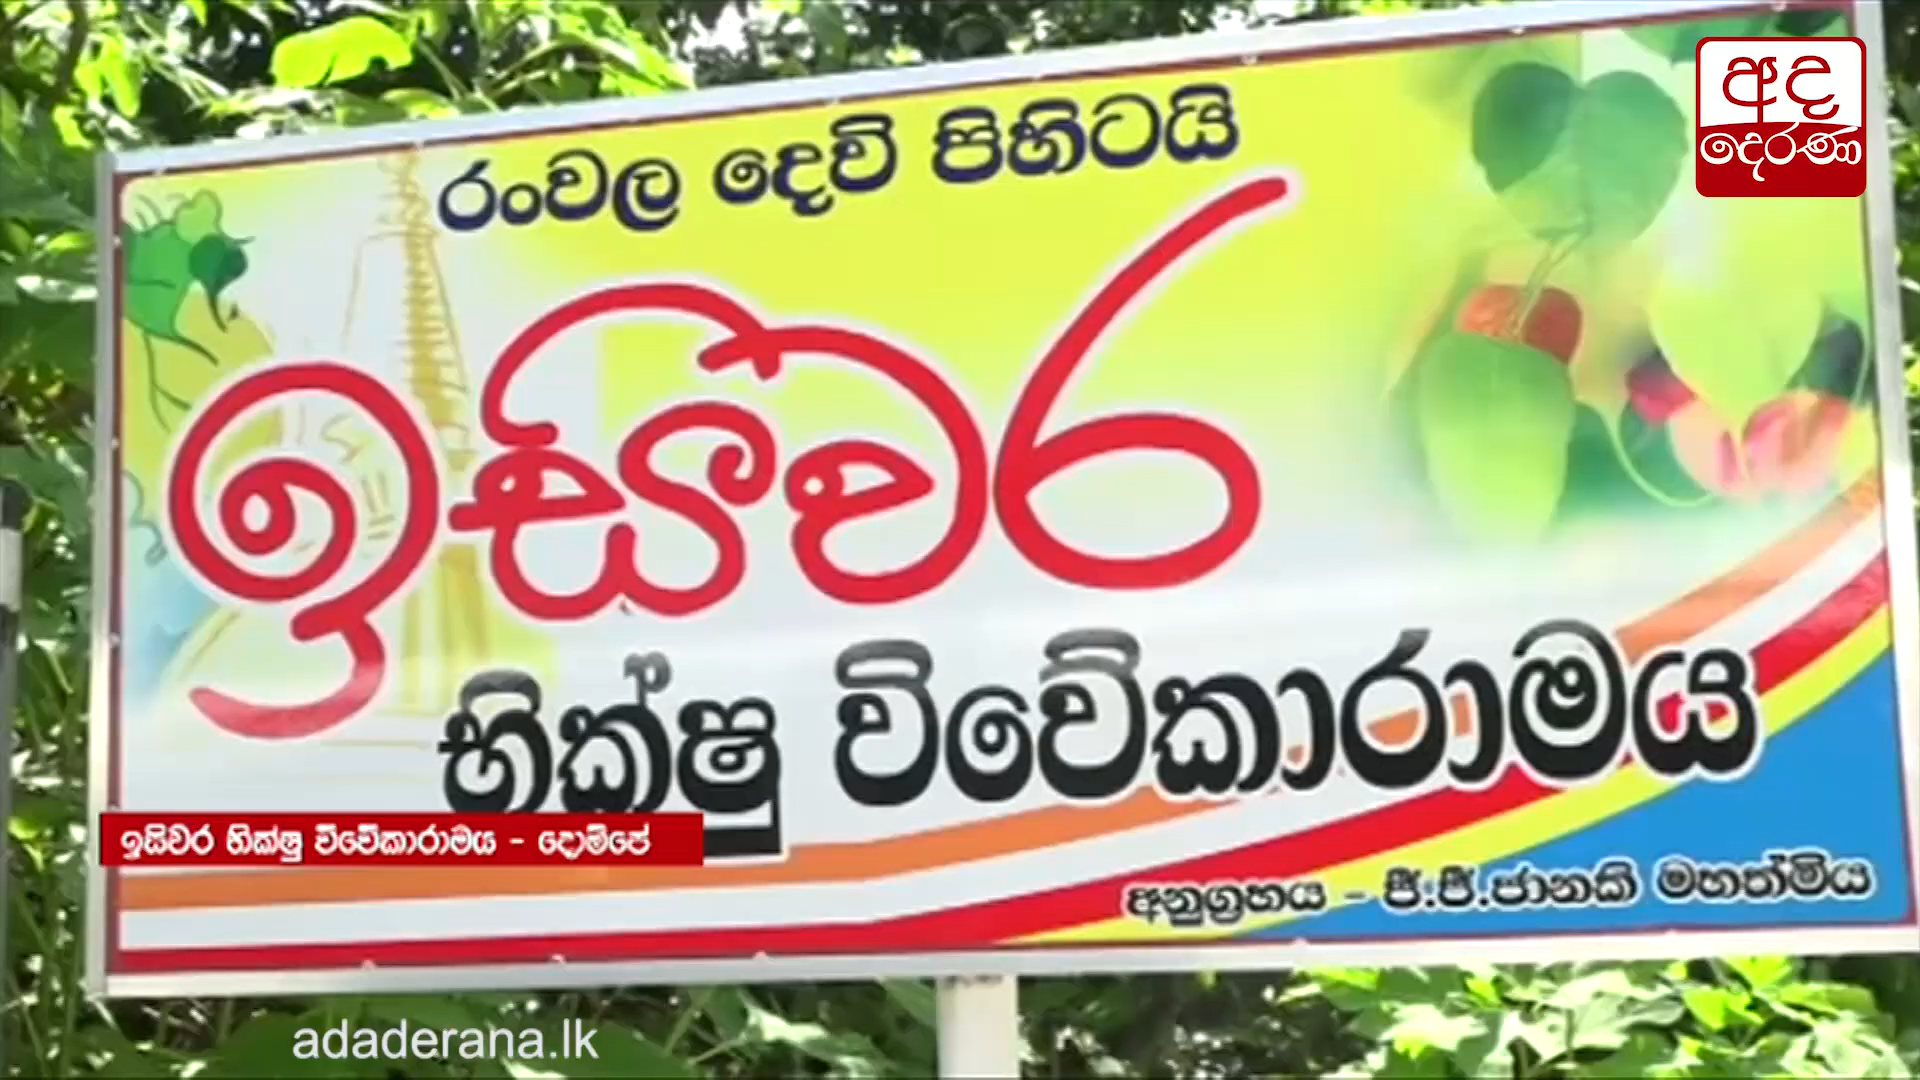 අද
දෙරණ
රංවල දෙවි පිහිටයි
ඉසිවර
භික්ෂු විවේකාරාමය
ඉසිවර භික්ෂු විවේකාරාමය - දොම්පේ
අනුග්‍රහය - ජී.ජී.ජානකි මහත්මිය
adaderana.lk